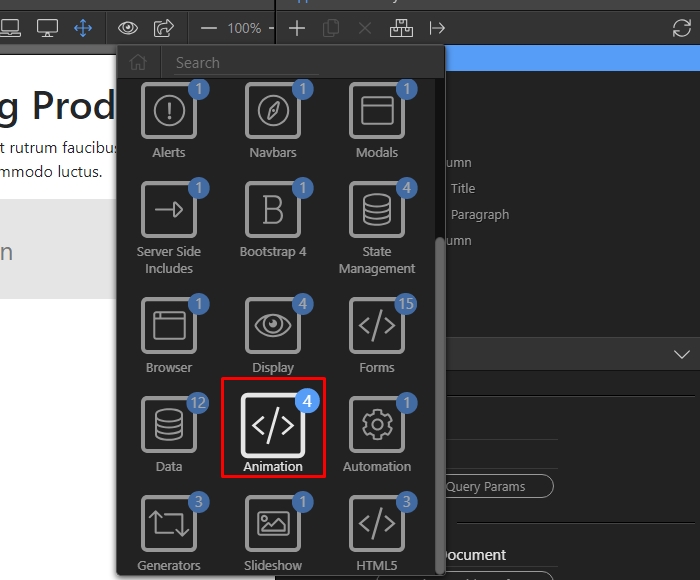 100%
Search
g Prod
t rutrum faucibus
mmodo luctus.
n
1
Alerts
1
Navbars
1
Modals
1
Server Side
Includes
1
Bootstrap 4
4
State
Management
1
Browser
4
Display
15
Forms
12
Data
4
Animation
1
Automation
3
Generators
1
Slideshow
3
HTML5
umn
Title
Paragraph
umn
Query Params
ocument